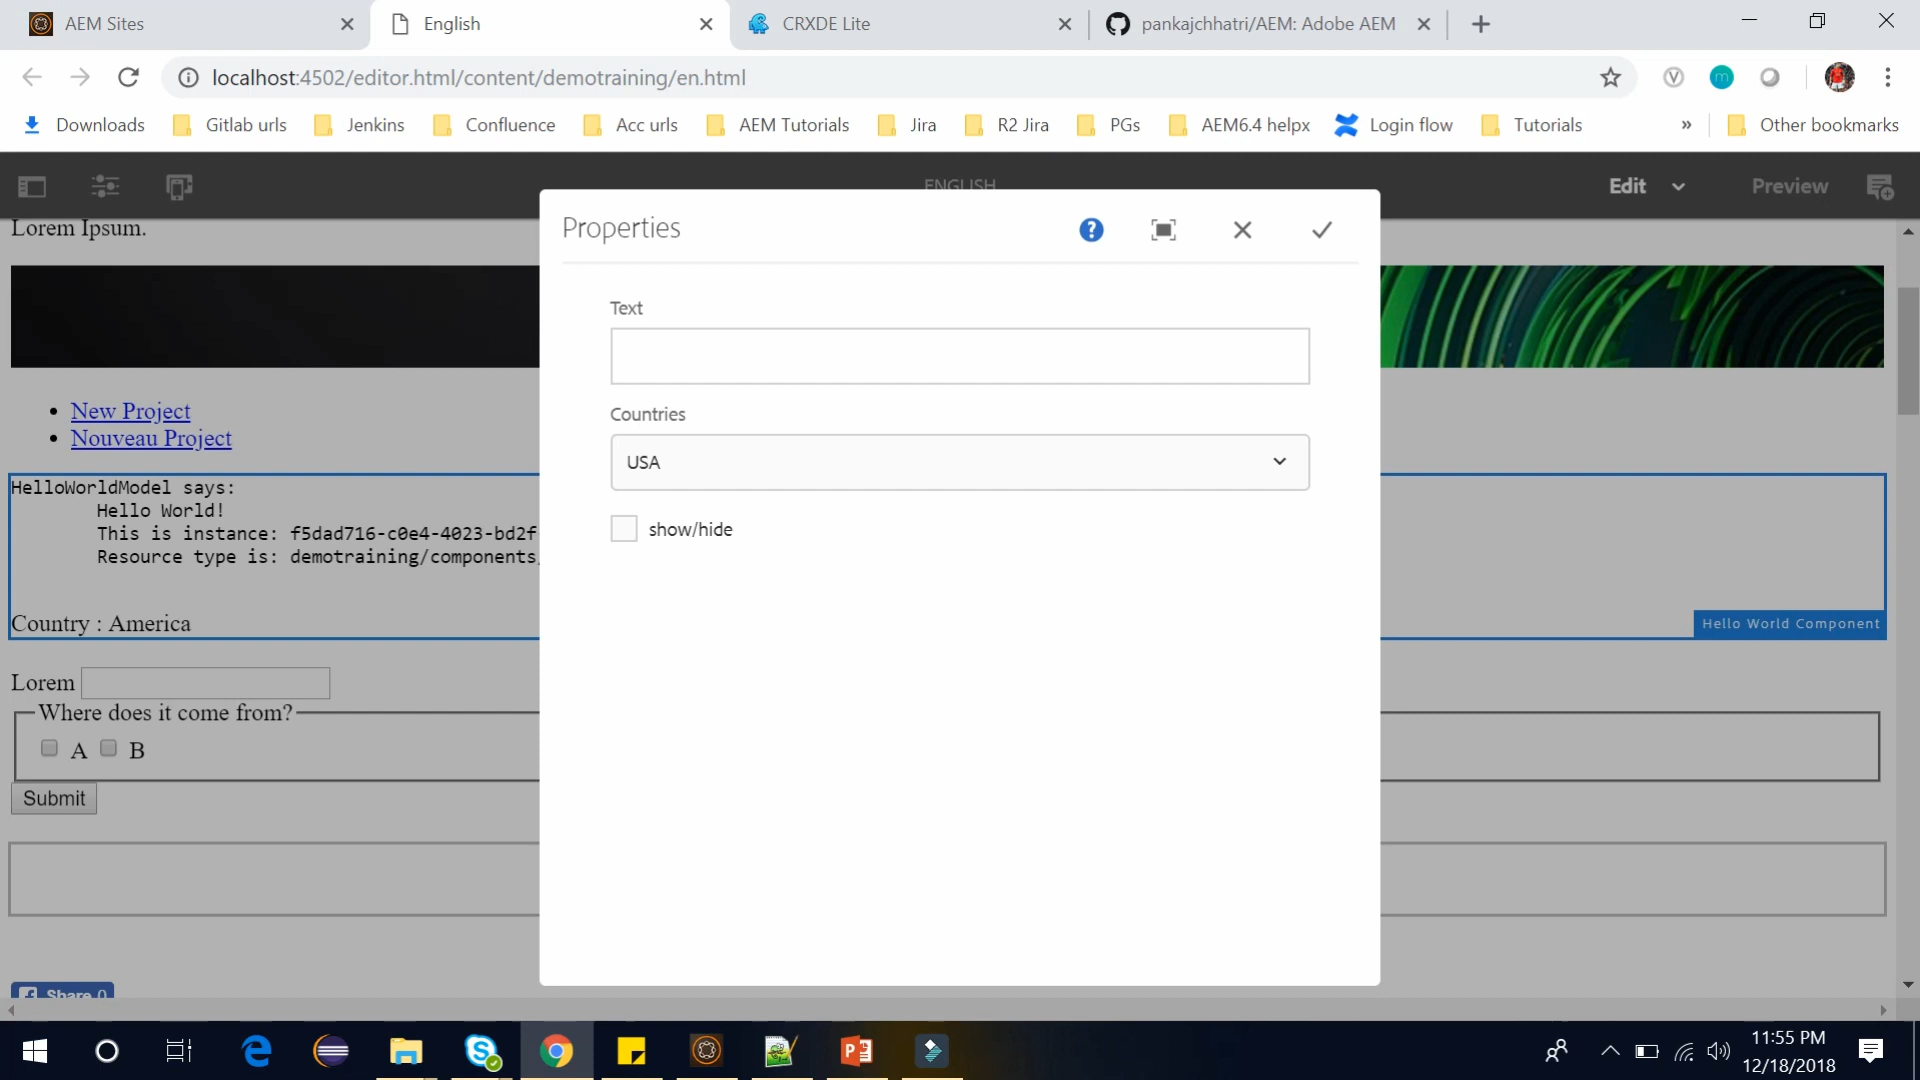 AEM Sites
English
CRXDE Lite
pankajchhatri/AEM: Adobe AEM
localhost:4502/editor.html/content/demotraining/en.html
Downloads
Gitlab urls
Jenkins
Confluence
Acc urls
AEM Tutorials
Jira
R2 Jira
PGs
AEM6.4 helpx
Login flow
Tutorials
»
Other bookmarks
ENGLISH
Edit
Preview
Lorem Ipsum.
Properties
Text
Countries
USA
show/hide
New Project
Nouveau Project
HelloWorldModel says:
Hello World!
This is instance: f5dad716-c0e4-4023-bd2f
Resource type is: demotraining/components
Country : America
Hello World Component
Lorem
Where does it come from?
A B
Submit
Share 0
11:55 PM
12/18/2018